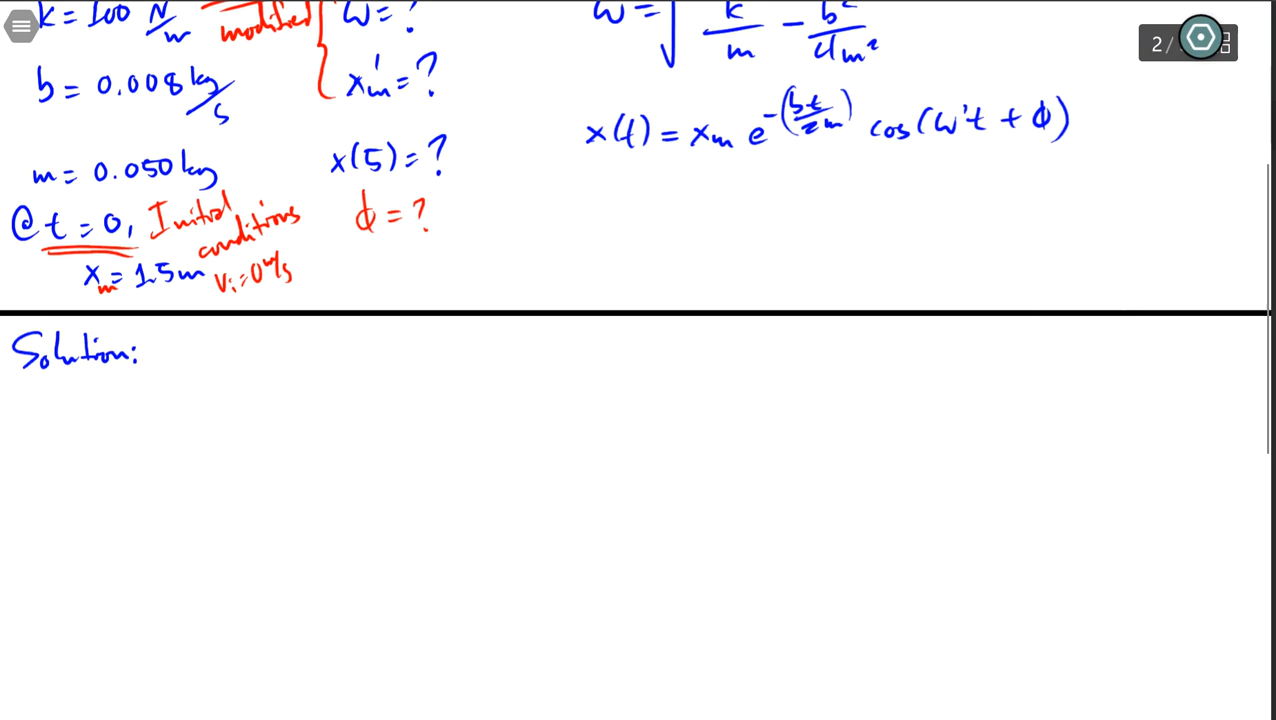 k = 100 N/m modified ω = ?
b = 0.008 kg/s x'm = ?
m = 0.050 kg x(5) = ?
@ t = 0, Initial conditions ϕ = ?
xm = 1.5m vi = 0 m/s
ω' = √ k/m - b²/4m²
x(t) = xm e^-(bt/2m) cos(ω't + ϕ)
2/
Solution: